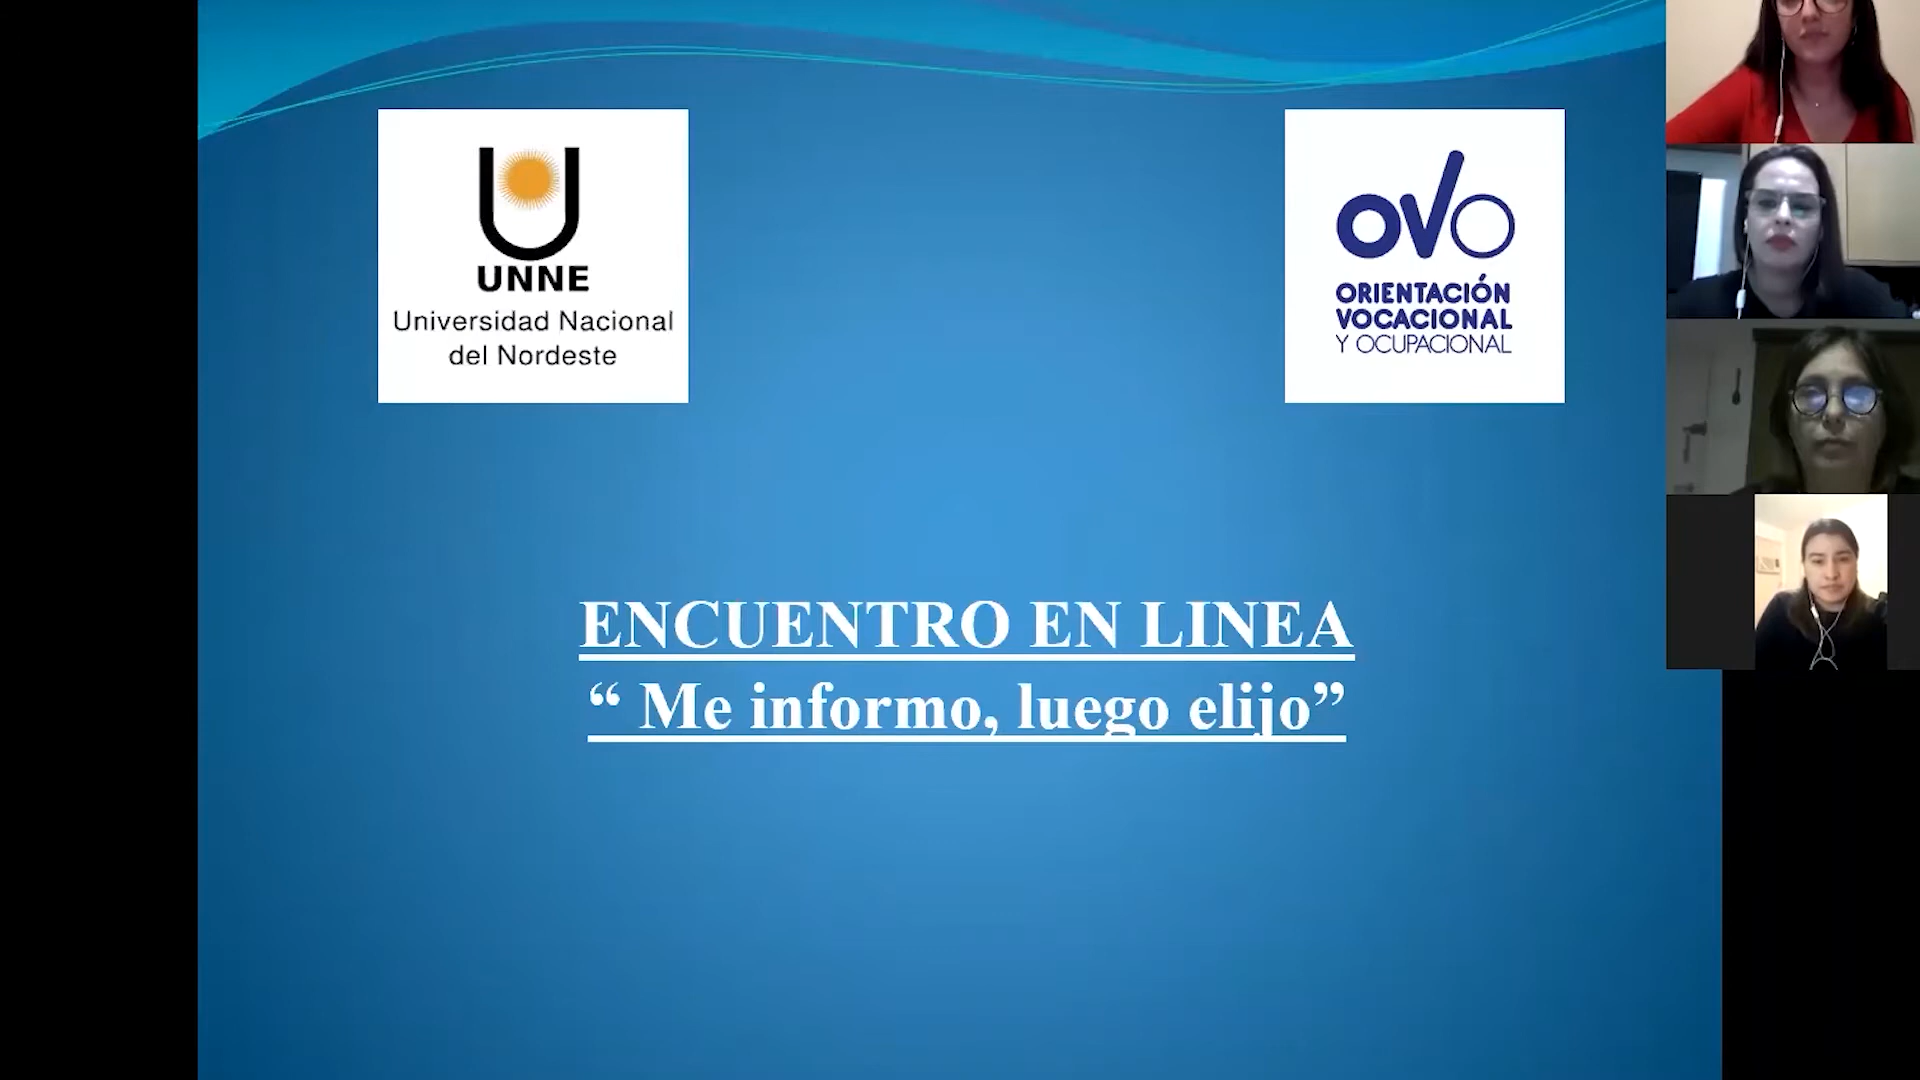 UNNE
Universidad Nacional
del Nordeste
OVO
ORIENTACIÓN
VOCACIONAL
Y OCUPACIONAL
ENCUENTRO EN LINEA
“ Me informo, luego elijo”